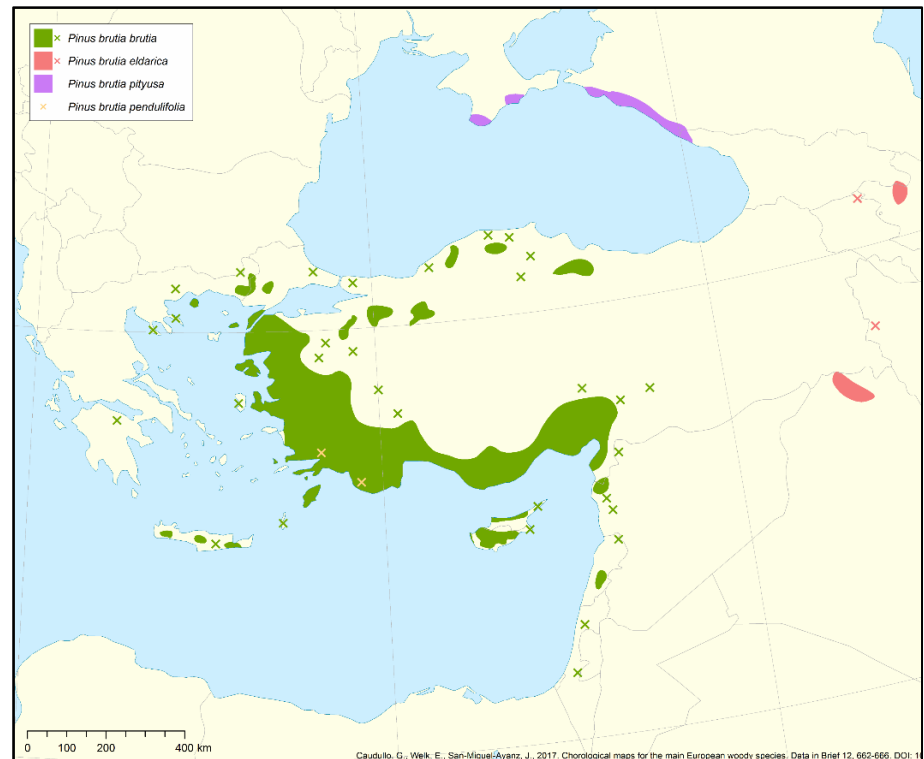 Pinus brutia brutia
Pinus brutia eldarica
Pinus brutia pityusa
Pinus brutia pendulifolia
0 100 200 400 km
Caudullo, G., Welk, E., San-Miguel-Ayanz, J., 2017. Chorological maps for the main European woody species. Data in Brief 12, 662-666. DOI: